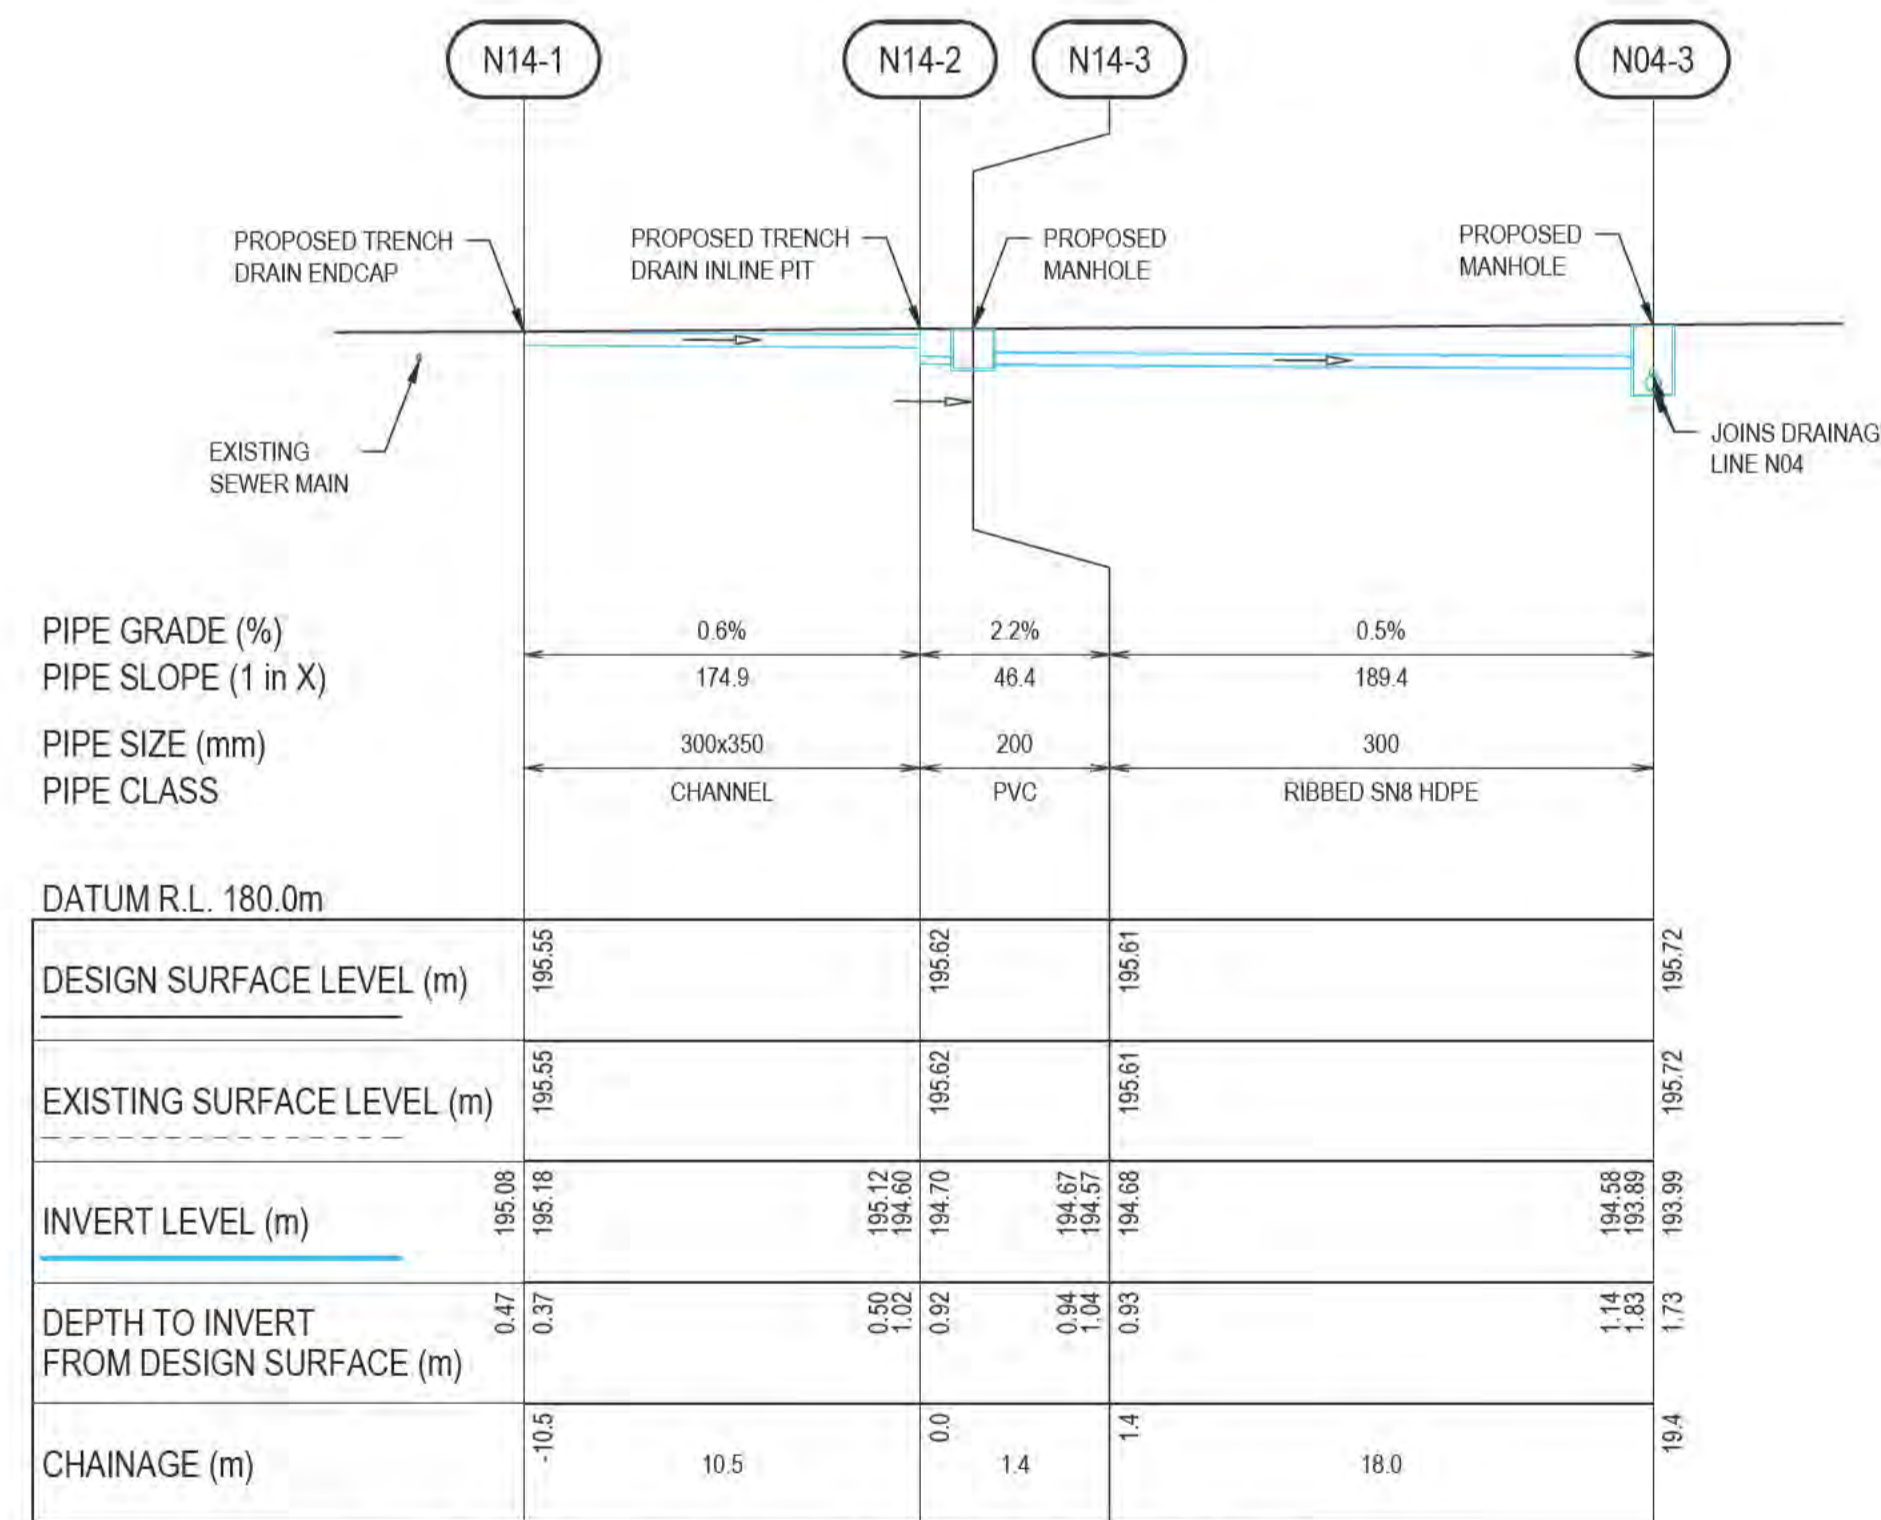 N14-1
N14-2
N14-3
N04-3
PROPOSED TRENCH
DRAIN ENDCAP
PROPOSED TRENCH
DRAIN INLINE PIT
PROPOSED
MANHOLE
PROPOSED
MANHOLE
EXISTING
SEWER MAIN
JOINS DRAINAG
LINE N04
PIPE GRADE (%)
0.6%
2.2%
0.5%
PIPE SLOPE (1 in X)
174.9
46.4
189.4
PIPE SIZE (mm)
300x350
200
300
PIPE CLASS
CHANNEL
PVC
RIBBED SN8 HDPE
DATUM R.L. 180.0m
DESIGN SURFACE LEVEL (m)
195.55
195.62
195.61
195.72
EXISTING SURFACE LEVEL (m)
195.55
195.62
195.61
195.72
INVERT LEVEL (m)
195.08
195.18
195.12
194.60
194.70
194.67
194.57
194.68
194.58
193.89
193.99
DEPTH TO INVERT
FROM DESIGN SURFACE (m)
0.47
0.37
0.50
1.02
0.92
0.94
1.04
0.93
1.14
1.83
1.73
CHAINAGE (m)
-10.5
10.5
0.0
1.4
1.4
18.0
19.4